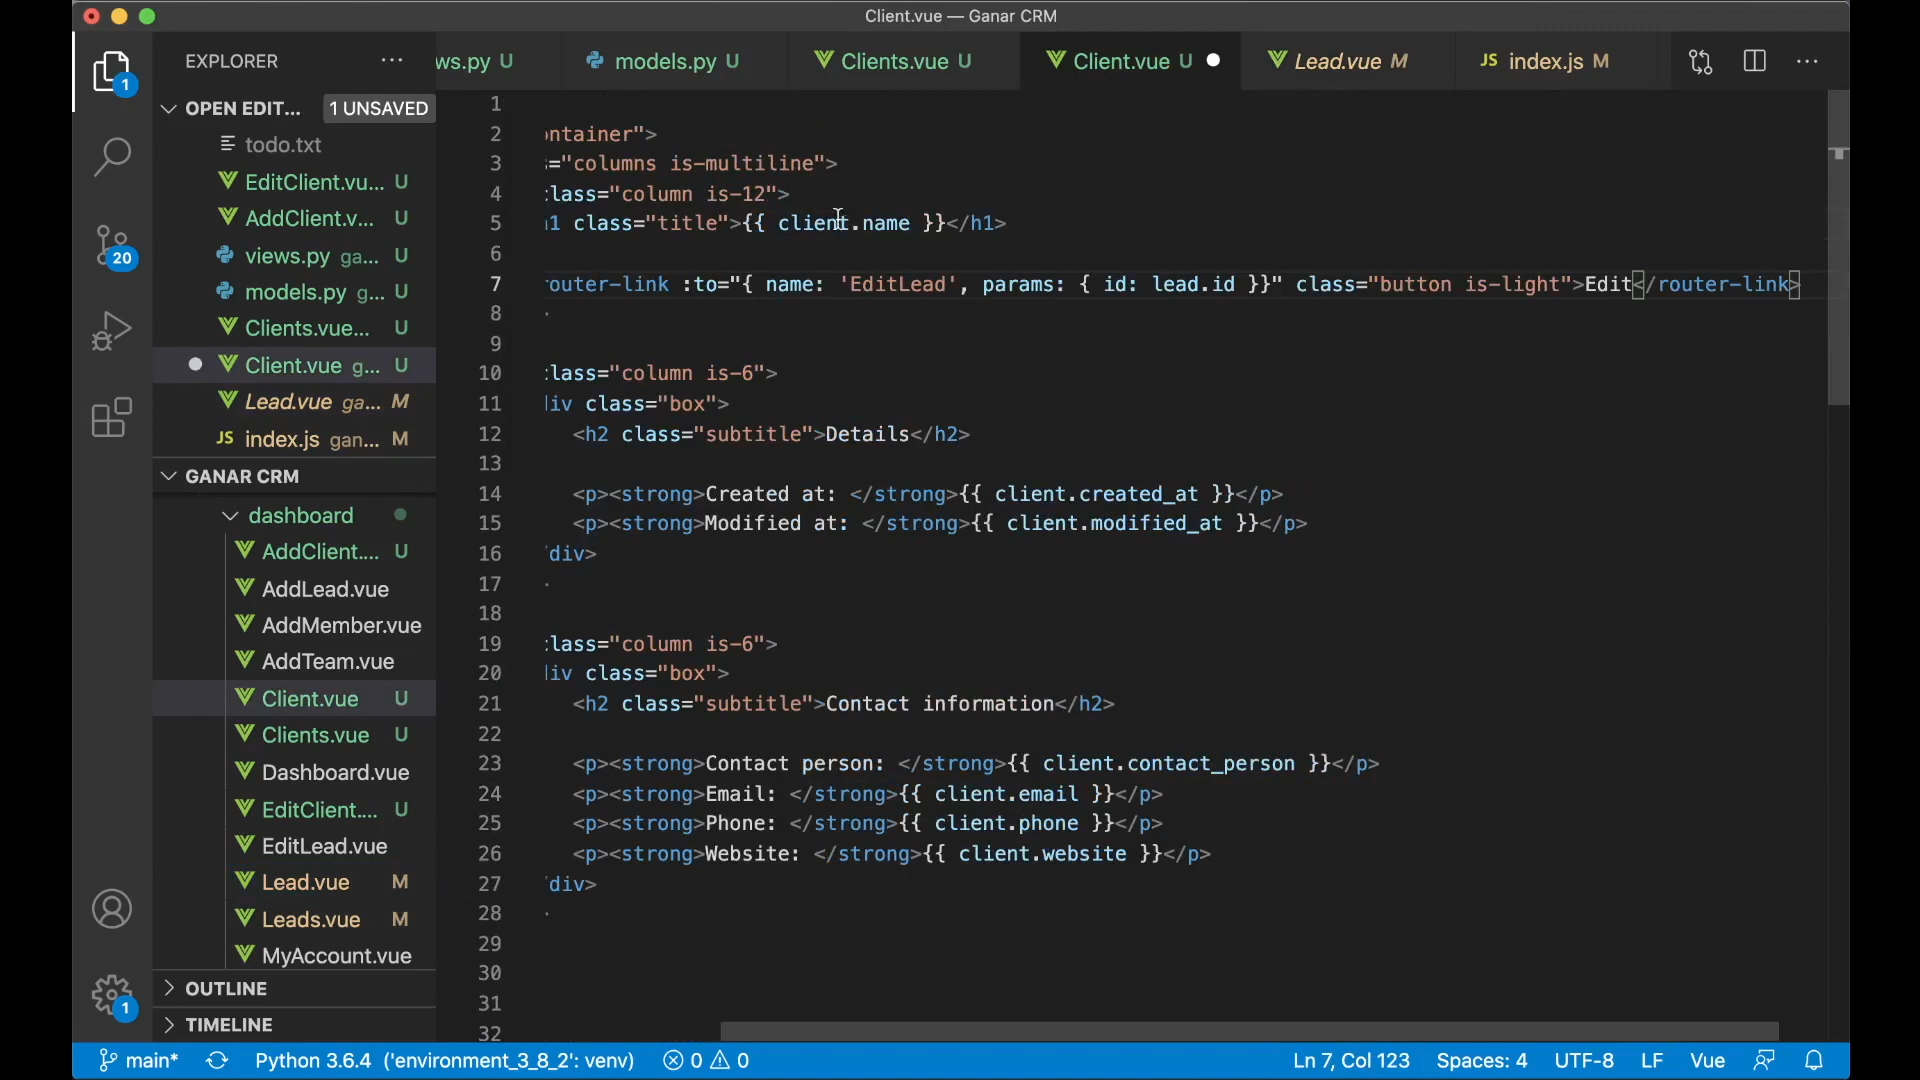 Client.vue — Ganar CRM
EXPLORER ···
ws.py U
models.py U
Clients.vue U
Client.vue U
Lead.vue M
JS index.js M
···
OPEN EDIT... 1 UNSAVED
todo.txt
EditClient.vu... U
AddClient.v... U
views.py ga... U
models.py g... U
Clients.vue... U
Client.vue g... U
Lead.vue ga... M
JS index.js gan... M
GANAR CRM
dashboard
AddClient.... U
AddLead.vue
AddMember.vue
AddTeam.vue
Client.vue U
Clients.vue U
Dashboard.vue
EditClient.... U
EditLead.vue
Lead.vue M
Leads.vue M
MyAccount.vue
OUTLINE
TIMELINE
1
20
1
1
2 ontainer">
3 ="columns is-multiline">
4 lass="column is-12">
5 1 class="title">{{ client.name }}</h1>
6
7 outer-link :to="{ name: 'EditLead', params: { id: lead.id }}" class="button is-light">Edit</router-link>
8
9
10 lass="column is-6">
11 iv class="box">
12 <h2 class="subtitle">Details</h2>
13
14 <p><strong>Created at: </strong>{{ client.created_at }}</p>
15 <p><strong>Modified at: </strong>{{ client.modified_at }}</p>
16 div>
17
18
19 lass="column is-6">
20 iv class="box">
21 <h2 class="subtitle">Contact information</h2>
22
23 <p><strong>Contact person: </strong>{{ client.contact_person }}</p>
24 <p><strong>Email: </strong>{{ client.email }}</p>
25 <p><strong>Phone: </strong>{{ client.phone }}</p>
26 <p><strong>Website: </strong>{{ client.website }}</p>
27 div>
28
29
30
31
32
main* Python 3.6.4 ('environment_3_8_2': venv) 0 0 Ln 7, Col 123 Spaces: 4 UTF-8 LF Vue